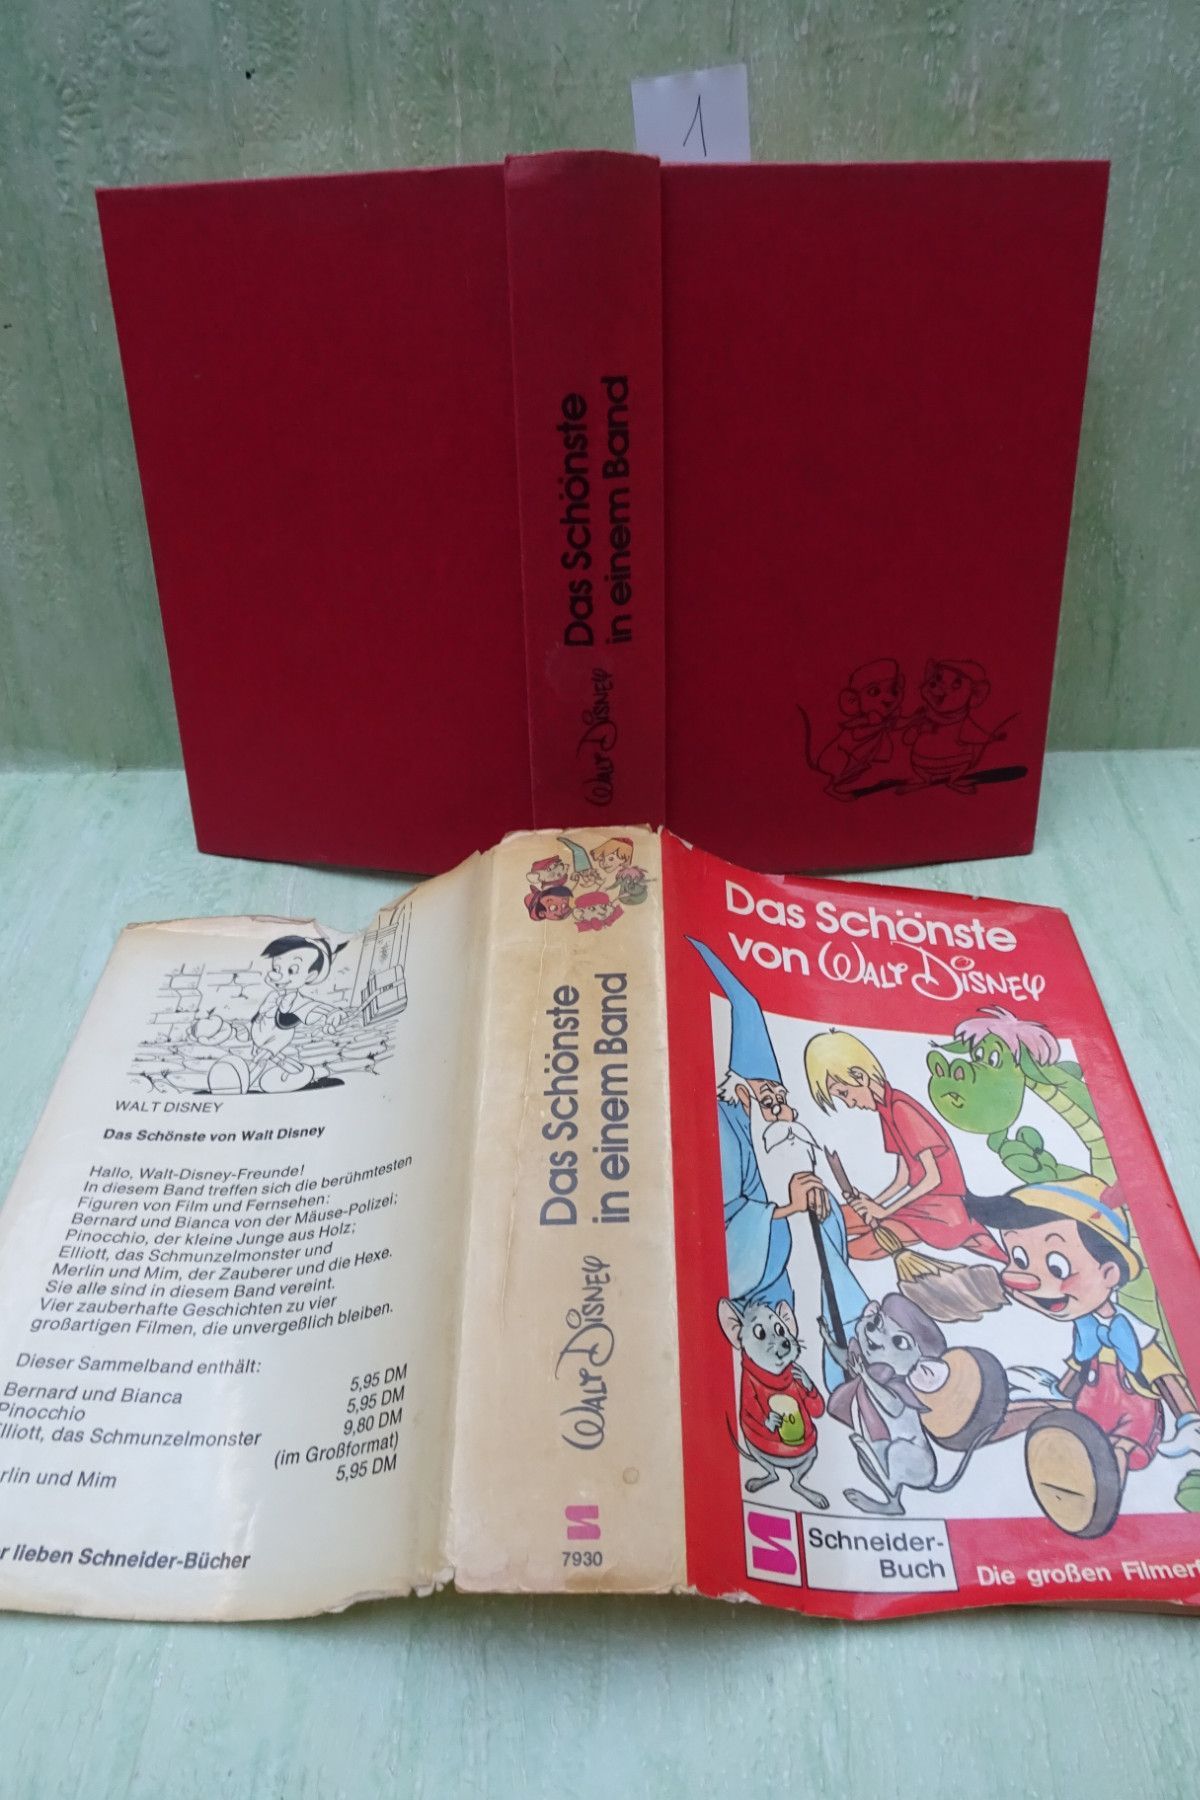 1
Das Schönste
in einem Band
WALT DISNEY
WALT DISNEY
Das Schönste von Walt Disney
Hallo, Walt-Disney-Freunde!
In diesem Band treffen sich die berühmtesten
Figuren von Film und Fernsehen:
Bernard und Bianca von der Mäuse-Polizei;
Pinocchio, der kleine Junge aus Holz;
Elliott, das Schmunzelmonster und
Merlin und Mim, der Zauberer und die Hexe.
Sie alle sind in diesem Band vereint.
Vier zauberhafte Geschichten zu vier
großartigen Filmen, die unvergeßlich bleiben.
Dieser Sammelband enthält:
Bernard und Bianca 5,95 DM
Pinocchio 5,95 DM
lliott, das Schmunzelmonster 9,80 DM
(im Großformat)
rlin und Mim 5,95 DM
r lieben Schneider-Bücher
Das Schönste
in einem Band
WALT DISNEY
7930
Das Schönste
von WALT DISNEY
Schneider-
Buch
Die großen Filmer